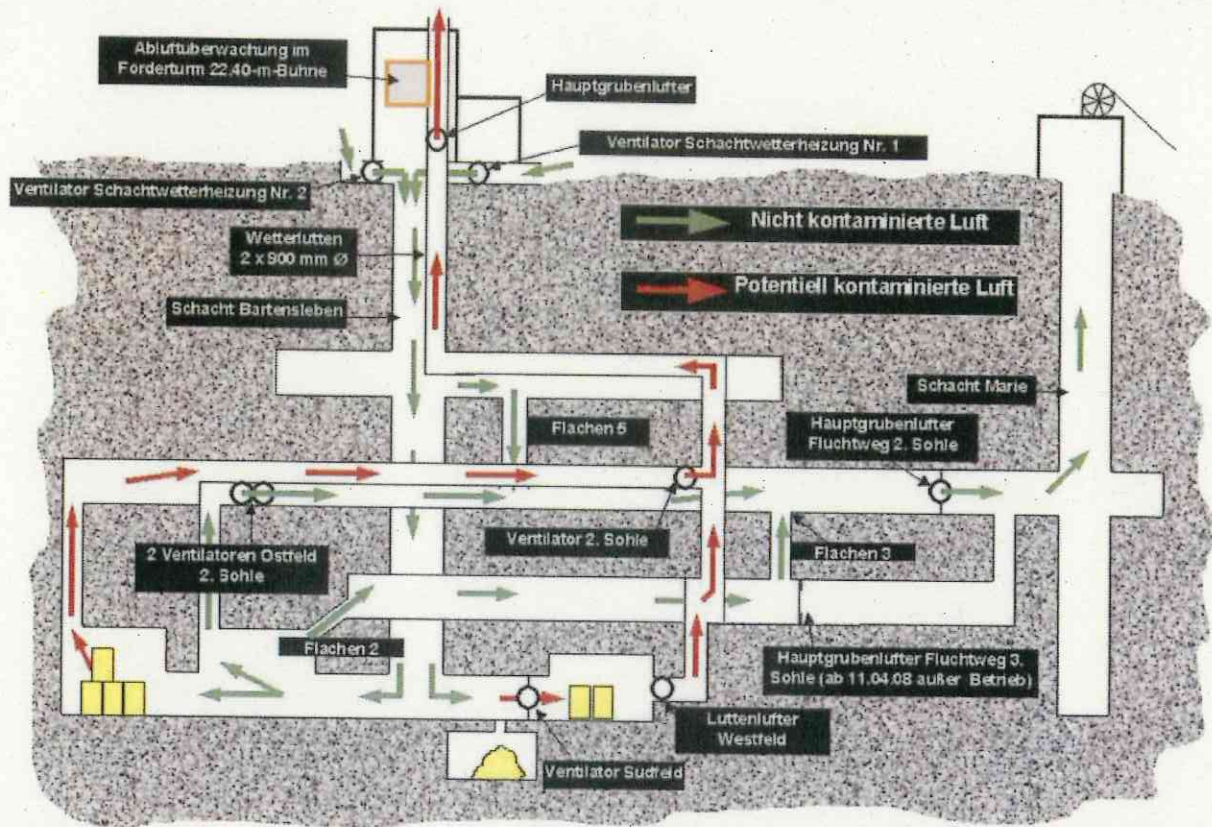 Abluftüberwachung im
Förderturm 22,40-m-Bühne
Hauptgrubenlüfter
Ventilator Schachtwetterheizung Nr. 1
Ventilator Schachtwetterheizung Nr. 2
Nicht kontaminierte Luft
Wetterlutten
2 x 900 mm Ø
Potentiell kontaminierte Luft
Schacht Bartensleben
Schacht Marie
Flachen 5
Hauptgrubenlüfter
Fluchtweg 2. Sohle
2 Ventilatoren Ostfeld
2. Sohle
Ventilator 2. Sohle
Flachen 3
Flachen 2
Hauptgrubenlüfter Fluchtweg 3.
Sohle (ab 11.04.08 außer Betrieb)
Luttenlüfter
Westfeld
Ventilator Südfeld